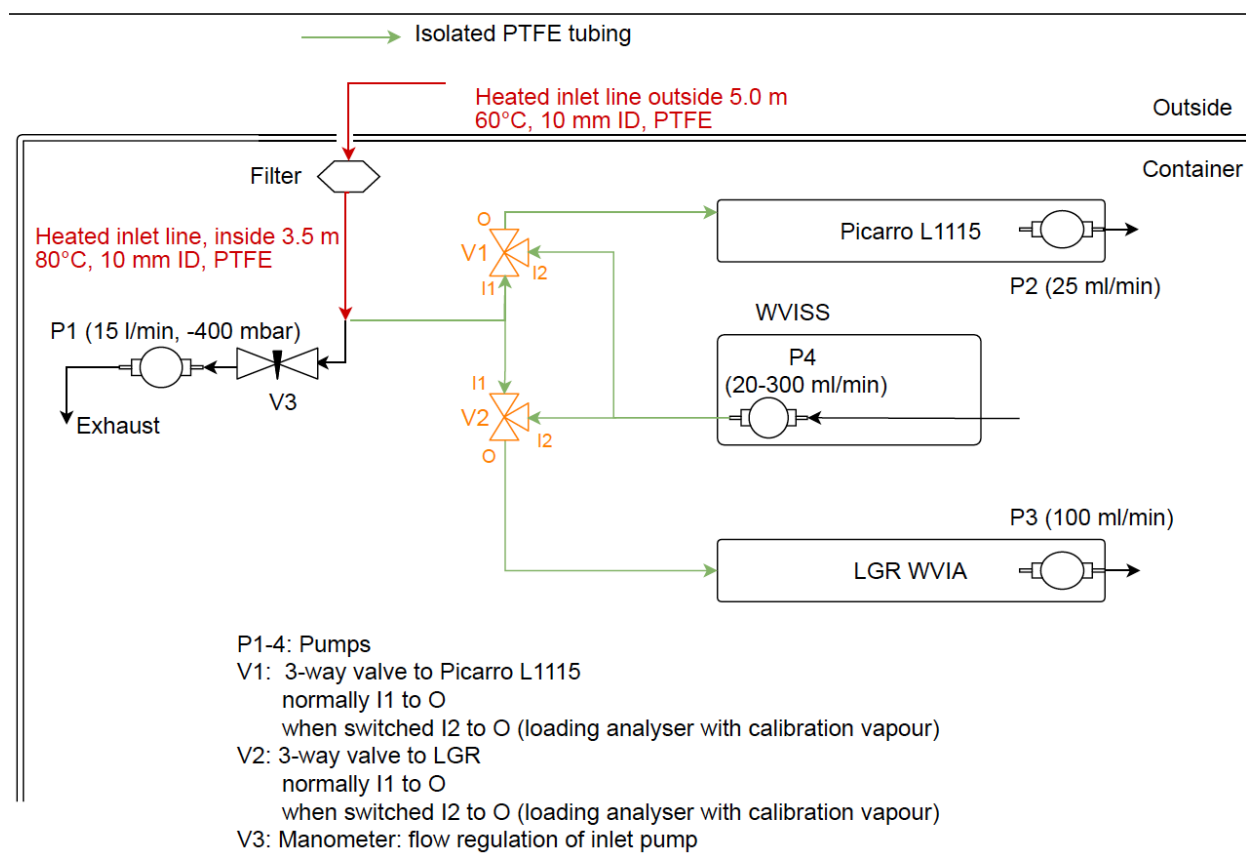 Isolated PTFE tubing
Heated inlet line outside 5.0 m
60°C, 10 mm ID, PTFE
Outside
Container
Filter
Heated inlet line, inside 3.5 m
80°C, 10 mm ID, PTFE
O
V1
I2
I1
Picarro L1115
P2 (25 ml/min)
P1 (15 l/min, -400 mbar)
V3
Exhaust
WVISS
P4
(20-300 ml/min)
I1
V2
I2
O
P3 (100 ml/min)
LGR WVIA
P1-4: Pumps
V1: 3-way valve to Picarro L1115
normally I1 to O
when switched I2 to O (loading analyser with calibration vapour)
V2: 3-way valve to LGR
normally I1 to O
when switched I2 to O (loading analyser with calibration vapour)
V3: Manometer: flow regulation of inlet pump